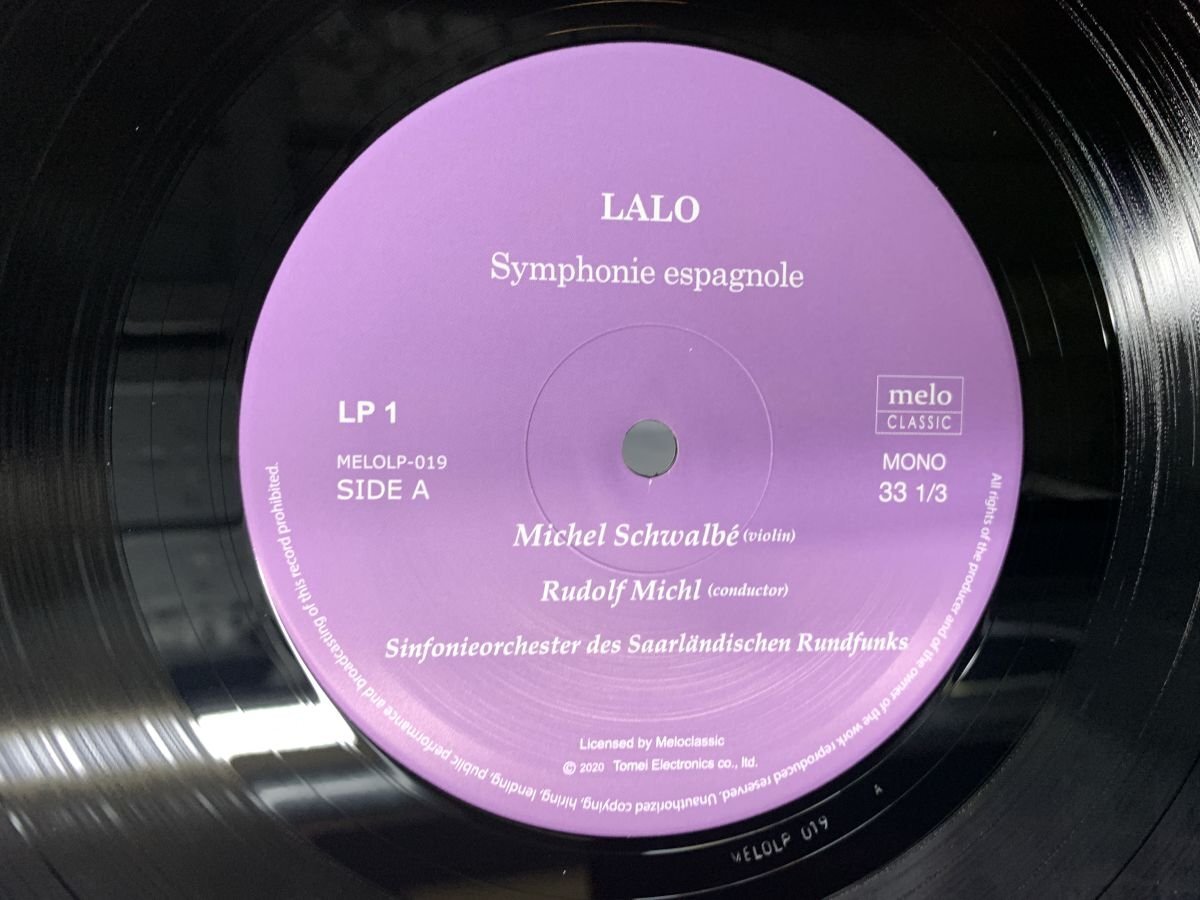 LALO
Symphonie espagnole
LP 1
MELOLP-019
SIDE A
melo
CLASSIC
MONO
33 1/3
Michel Schwalbé (violin)
Rudolf Michl (conductor)
Sinfonieorchester des Saarländischen Rundfunks
Licensed by Meloclassic
© 2020 Tomei Electronics co., ltd.
All rights of the producer and of the owner of the work reproduced reserved. Unauthorized copying, hiring, lending, public performance and broadcasting of this record prohibited.
MELOLP 019 A